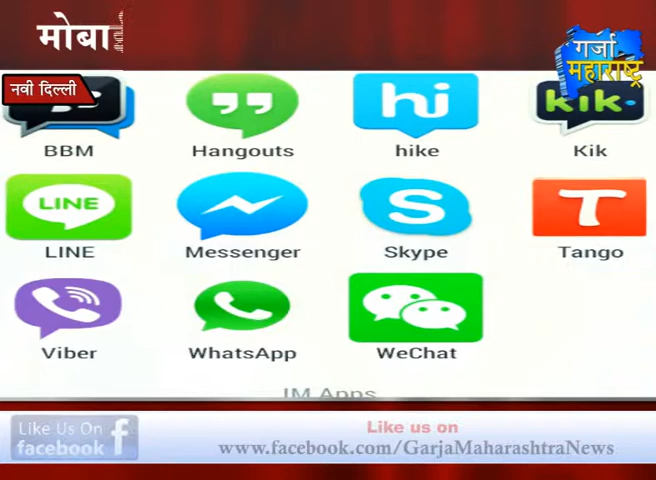 मोबा
गर्जा
महाराष्ट्र
नवी दिल्ली
hi
kik
BBM Hangouts hike Kik
LINE
LINE Messenger Skype Tango
Viber WhatsApp WeChat
IM Apps
Like Us On
facebook
Like us on
www.facebook.com/GarjaMaharashtraNews